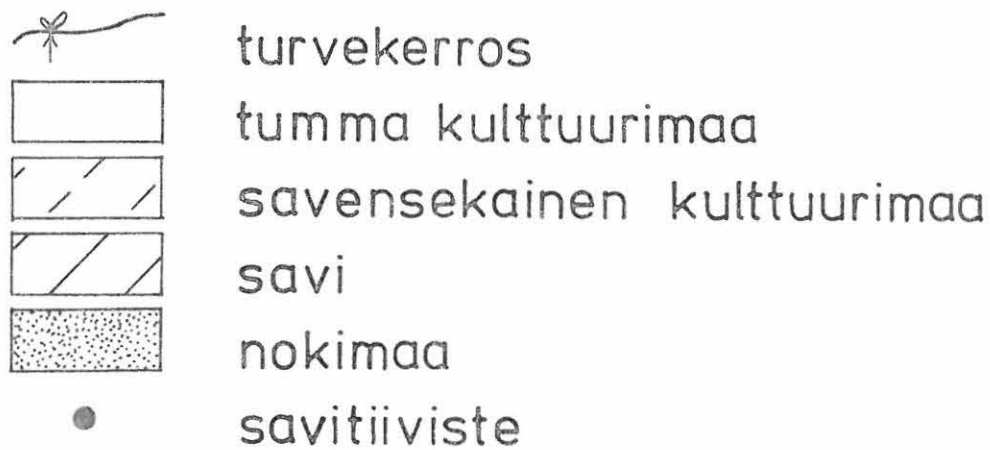 turvekerros
tumma kulttuurimaa
savensekainen kulttuurimaa
savi
nokimaa
savitiiviste